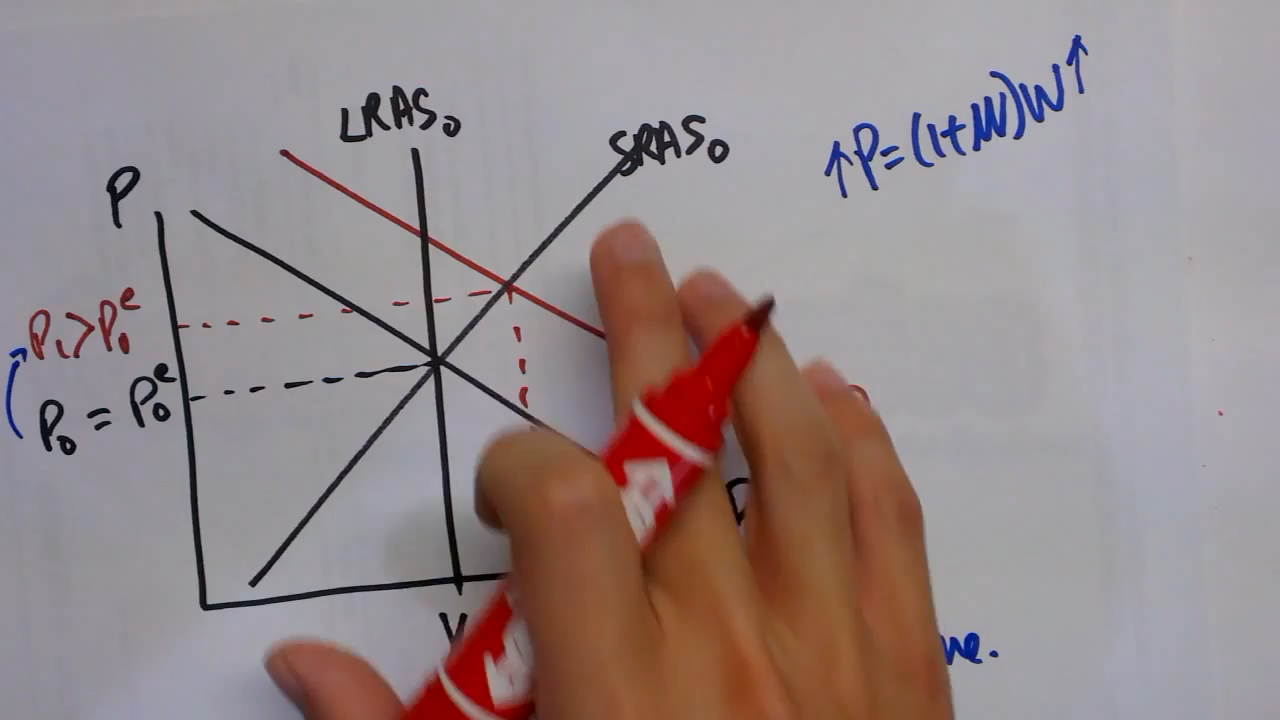 LRAS₀
SRAS₀
↑P=(1+M)W↑
P
P₁>P₀ᵉ
P₀ = P₀ᵉ